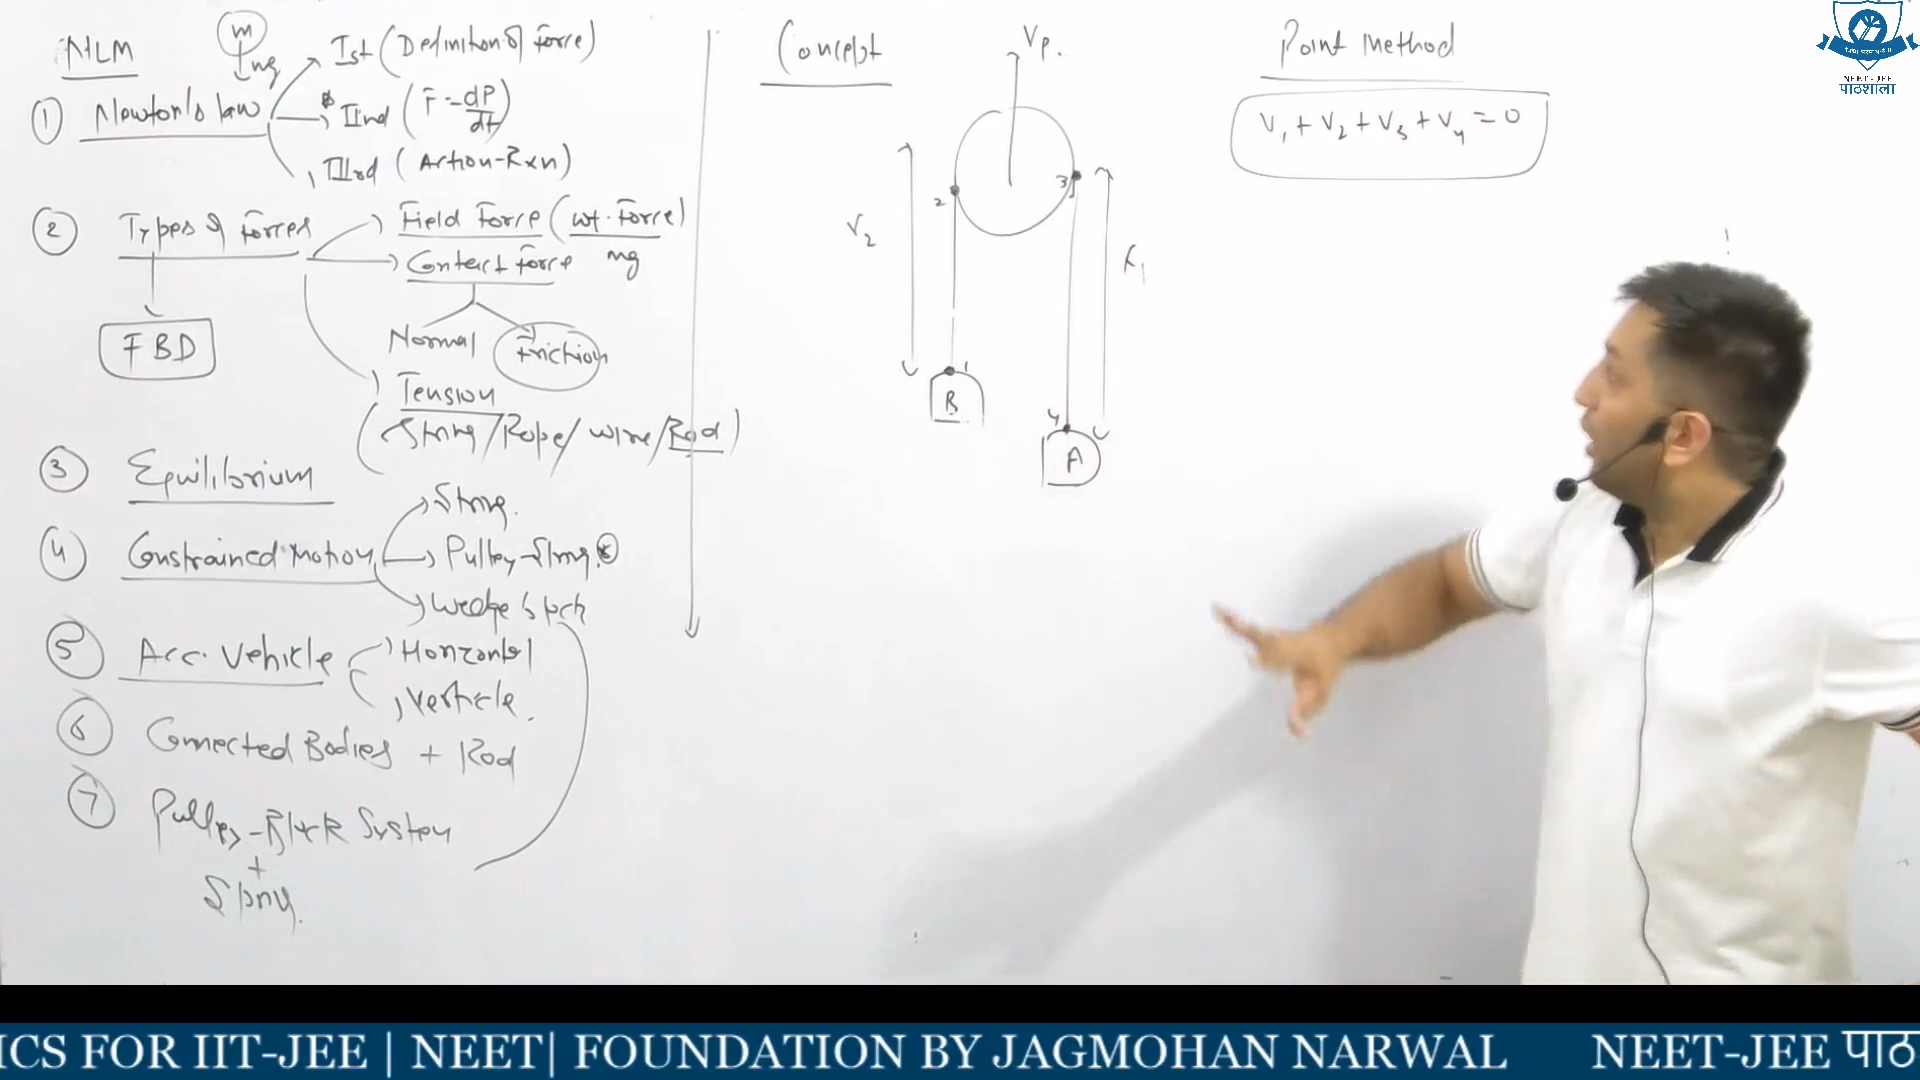 NLM
m
mg
① Newton's law
Ist (Definition of Force)
IInd (F = dP/dt)
IIIrd (Action-Rxn)
② Types of Forces
Field Force (wt. Force)
mg
Contact Force
Normal
Friction
Tension
(String/Rope/wire/Rod)
FBD
③ Equilibrium
④ Constrained Motion
String.
Pulley-String
Wedge
⑤ Acc. Vehicle
Horizontal
Verticle.
⑥ Connected Bodies + Rod
⑦ Pulley-Block System
+
Spring.
Concept
Vp.
2
3
1
B
4
A
Point Method
V₁ + V₂ + V₃ + V₄ = 0
NEET-JEE
पाठशाला
ICS FOR IIT-JEE | NEET| FOUNDATION BY JAGMOHAN NARWAL NEET-JEE पाठ